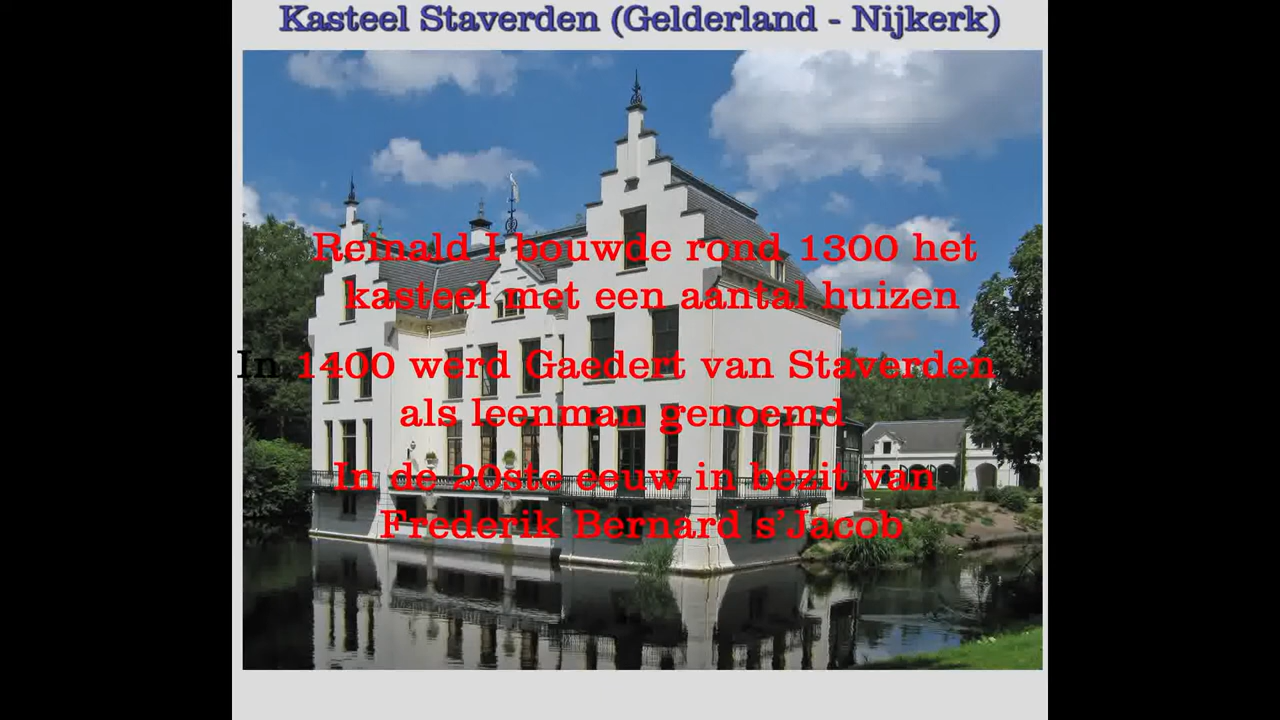 Kasteel Staverden (Gelderland - Nijkerk)
Reinald I bouwde rond 1300 het
kasteel met een aantal huizen
In 1400 werd Gaedert van Staverden
als leenman genoemd
In de 20ste eeuw in bezit van
Frederik Bernard s'Jacob